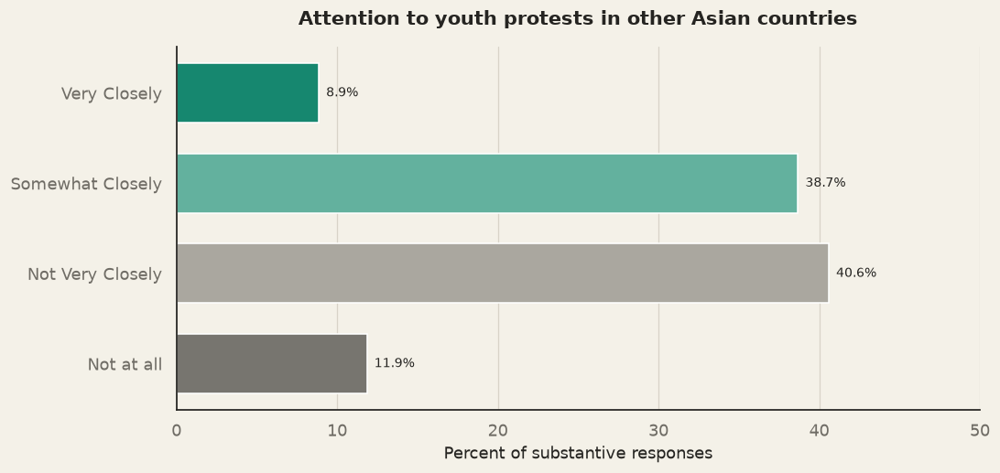 Attention to youth protests in other Asian countries
Very Closely
8.9%
Somewhat Closely
38.7%
Not Very Closely
40.6%
Not at all
11.9%
0 10 20 30 40 50
Percent of substantive responses